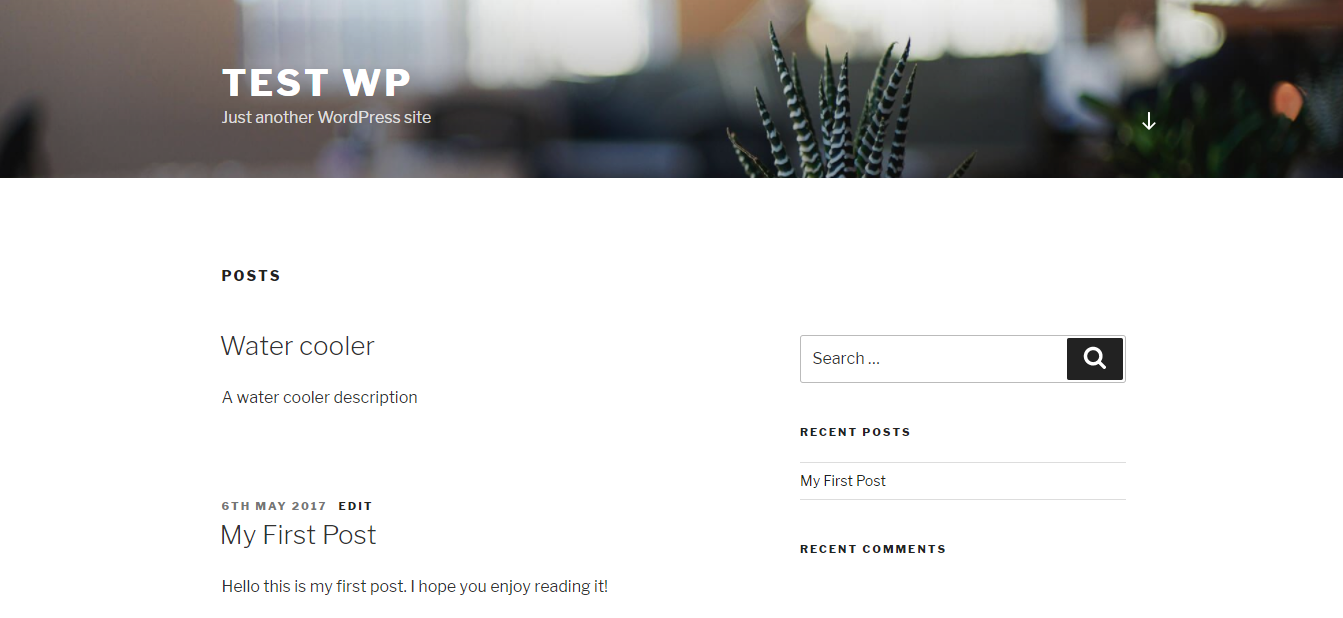 TEST WP
Just another WordPress site
POSTS
Water cooler
A water cooler description
6TH MAY 2017 EDIT
My First Post
Hello this is my first post. I hope you enjoy reading it!
Search …
RECENT POSTS
My First Post
RECENT COMMENTS